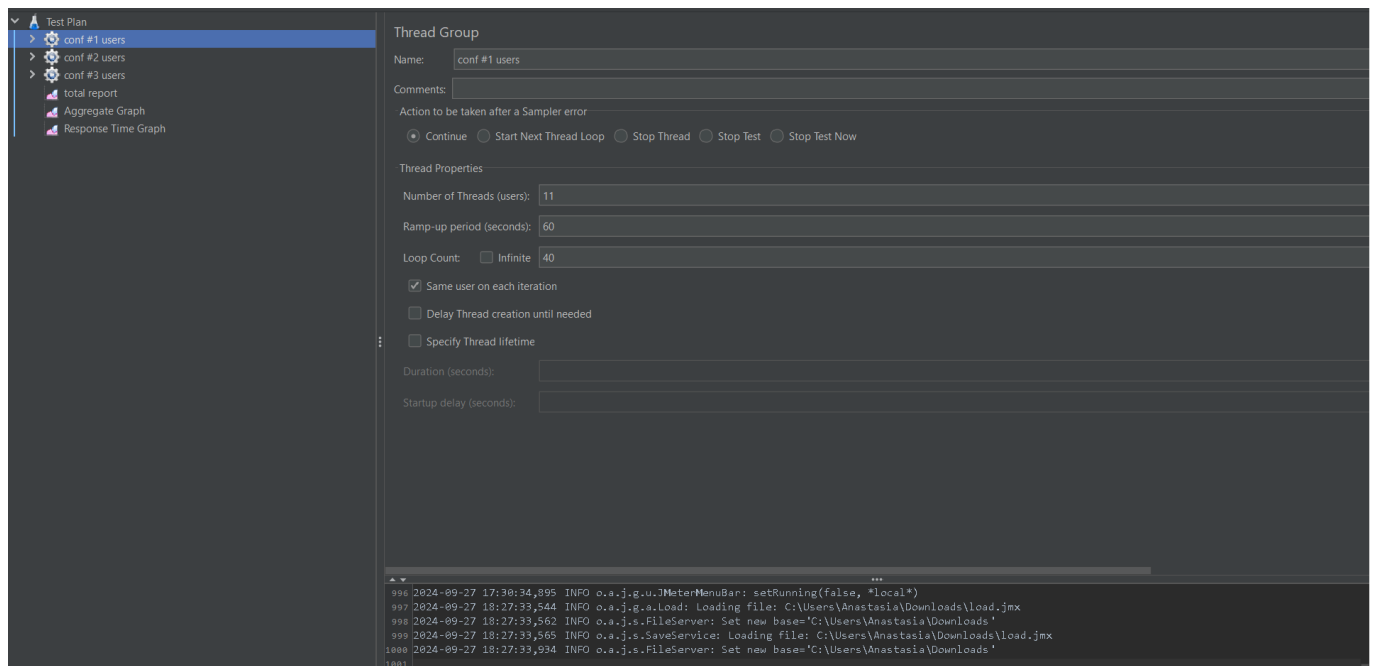 Test Plan
conf #1 users
conf #2 users
conf #3 users
total report
Aggregate Graph
Response Time Graph
Thread Group
Name: conf #1 users
Comments:
Action to be taken after a Sampler error
Continue Start Next Thread Loop Stop Thread Stop Test Stop Test Now
Thread Properties
Number of Threads (users): 11
Ramp-up period (seconds): 60
Loop Count: Infinite 40
Same user on each iteration
Delay Thread creation until needed
Specify Thread lifetime
Duration (seconds):
Startup delay (seconds):
996 2024-09-27 17:30:34,895 INFO o.a.j.g.u.JMeterMenuBar: setRunning(false, *local*)
997 2024-09-27 18:27:33,544 INFO o.a.j.g.a.Load: Loading file: C:\Users\Anastasia\Downloads\load.jmx
998 2024-09-27 18:27:33,562 INFO o.a.j.s.FileServer: Set new base='C:\Users\Anastasia\Downloads'
999 2024-09-27 18:27:33,565 INFO o.a.j.s.SaveService: Loading file: C:\Users\Anastasia\Downloads\load.jmx
1000 2024-09-27 18:27:33,934 INFO o.a.j.s.FileServer: Set new base='C:\Users\Anastasia\Downloads'
1001